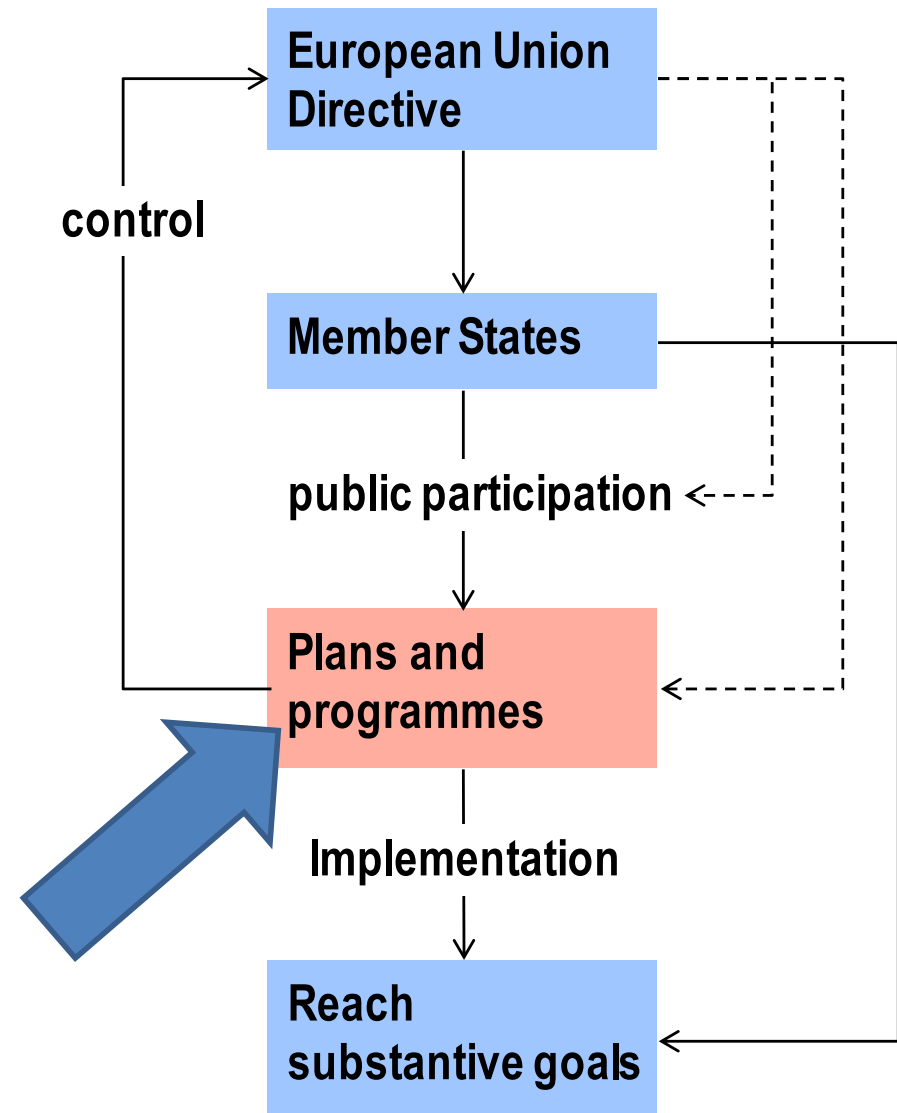 European Union
Directive
control
Member States
public participation
Plans and
programmes
Implementation
Reach
substantive goals